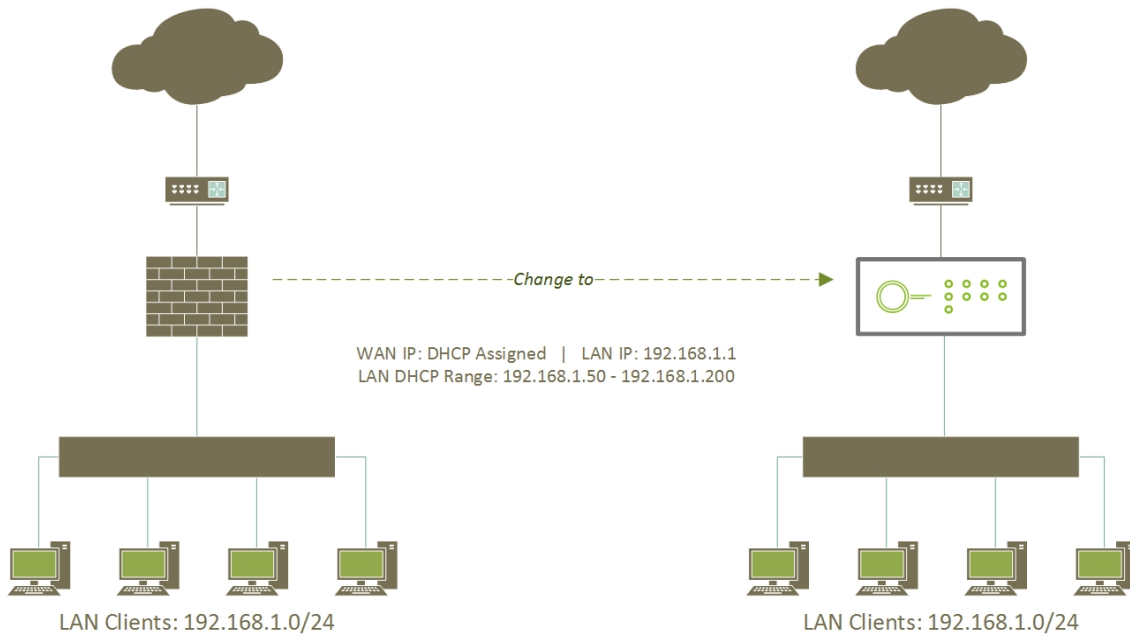 Change to
WAN IP: DHCP Assigned | LAN IP: 192.168.1.1
LAN DHCP Range: 192.168.1.50 - 192.168.1.200
LAN Clients: 192.168.1.0/24
LAN Clients: 192.168.1.0/24